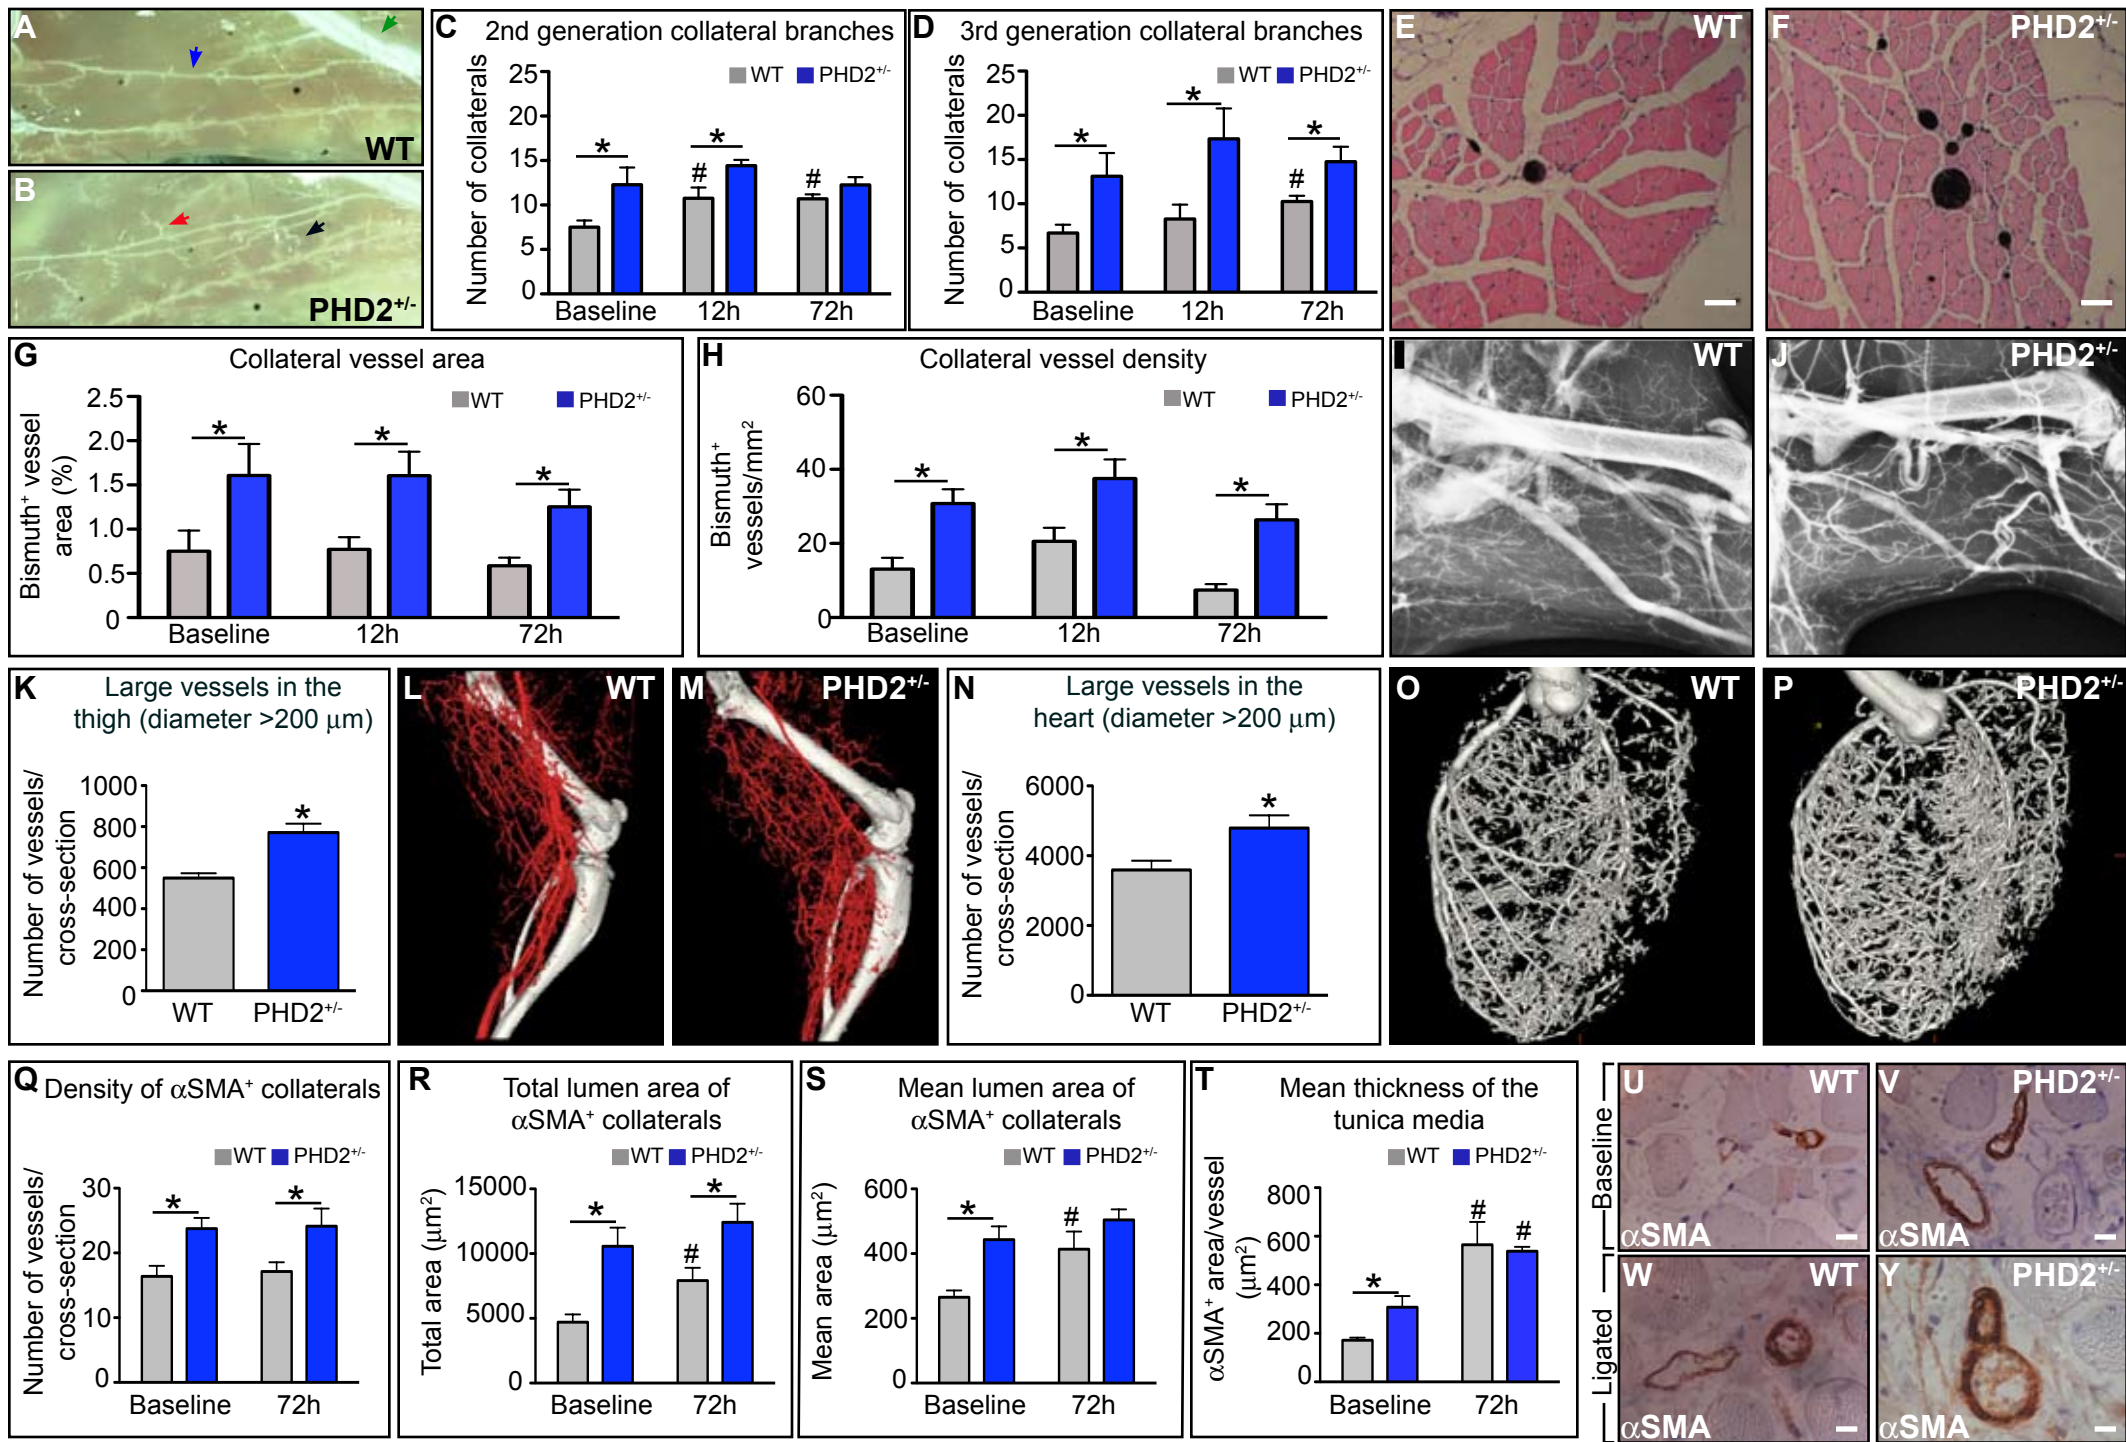 A
WT
B
PHD2+/-
C
2nd generation collateral branches
WT PHD2+/-
Number of collaterals
25
20
15
10
5
0
*
*
#
#
Baseline 12h 72h
D
3rd generation collateral branches
WT PHD2+/-
Number of collaterals
25
20
15
10
5
0
*
*
*
#
Baseline 12h 72h
E WT
F PHD2+/-
G
Collateral vessel area
WT PHD2+/-
Bismuth+ vessel
area (%)
2.5
2.0
1.5
1.0
0.5
0
*
*
*
Baseline 12h 72h
H
Collateral vessel density
WT PHD2+/-
Bismuth+
vessels/mm2
60
40
20
0
*
*
*
Baseline 12h 72h
I WT
J PHD2+/-
K
Large vessels in the
thigh (diameter >200 μm)
Number of vessels/
cross-section
1000
800
600
400
200
0
*
WT PHD2+/-
L WT
M PHD2+/-
N
Large vessels in the
heart (diameter >200 μm)
Number of vessels/
cross-section
6000
4000
2000
0
*
WT PHD2+/-
O WT
P PHD2+/-
Q
Density of αSMA+ collaterals
WT PHD2+/-
Number of vessels/
cross-section
30
20
10
0
*
*
Baseline 72h
R
Total lumen area of
αSMA+ collaterals
WT PHD2+/-
Total area (μm2)
15000
10000
5000
0
*
*
#
Baseline 72h
S
Mean lumen area of
αSMA+ collaterals
WT PHD2+/-
Mean area (μm2)
600
400
200
0
*
#
Baseline 72h
T
Mean thickness of the
tunica media
WT PHD2+/-
αSMA+ area/vessel
(μm2)
800
600
400
200
0
*
#
#
Baseline 72h
Baseline
U WT
αSMA
V PHD2+/-
αSMA
Ligated
W WT
αSMA
Y PHD2+/-
αSMA